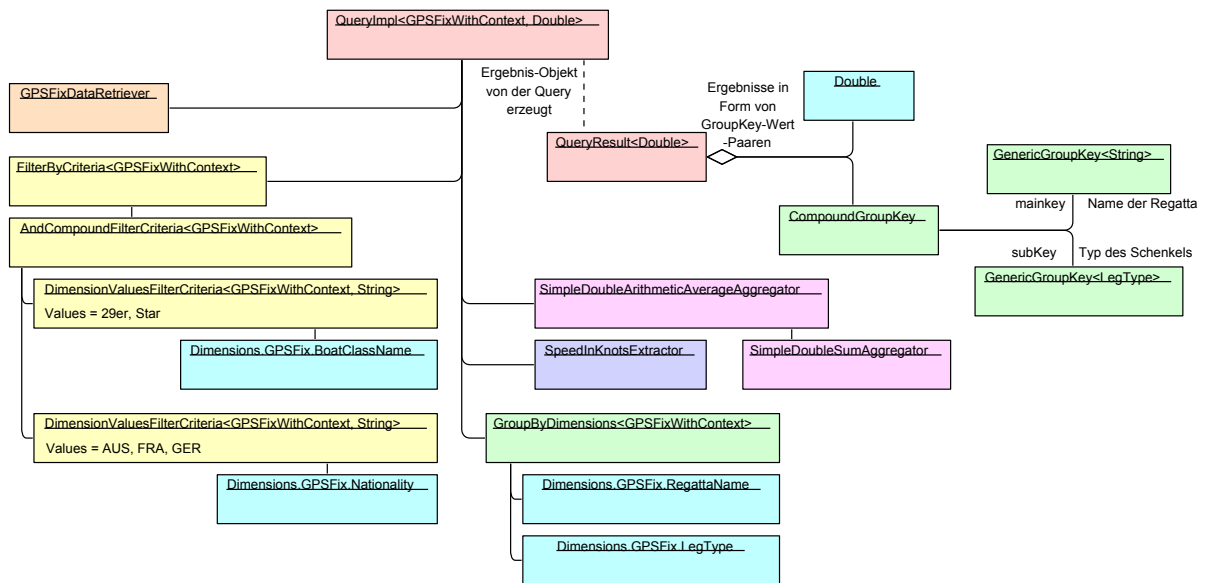 QueryImpl<GPSFixWithContext, Double>
Ergebnis-Objekt
von der Query
erzeugt
GPSFixDataRetriever
Ergebnisse in
Form von
GroupKey-Wert
-Paaren
Double
QueryResult<Double>
GenericGroupKey<String>
FilterByCriteria<GPSFixWithContext>
mainkey
Name der Regatta
CompoundGroupKey
AndCompoundFilterCriteria<GPSFixWithContext>
subKey
Typ des Schenkels
GenericGroupKey<LegType>
DimensionValuesFilterCriteria<GPSFixWithContext, String>
Values = 29er, Star
SimpleDoubleArithmeticAverageAggregator
Dimensions.GPSFix.BoatClassName
SpeedInKnotsExtractor
SimpleDoubleSumAggregator
DimensionValuesFilterCriteria<GPSFixWithContext, String>
Values = AUS, FRA, GER
GroupByDimensions<GPSFixWithContext>
Dimensions.GPSFix.Nationality
Dimensions.GPSFix.RegattaName
Dimensions.GPSFix.LegType